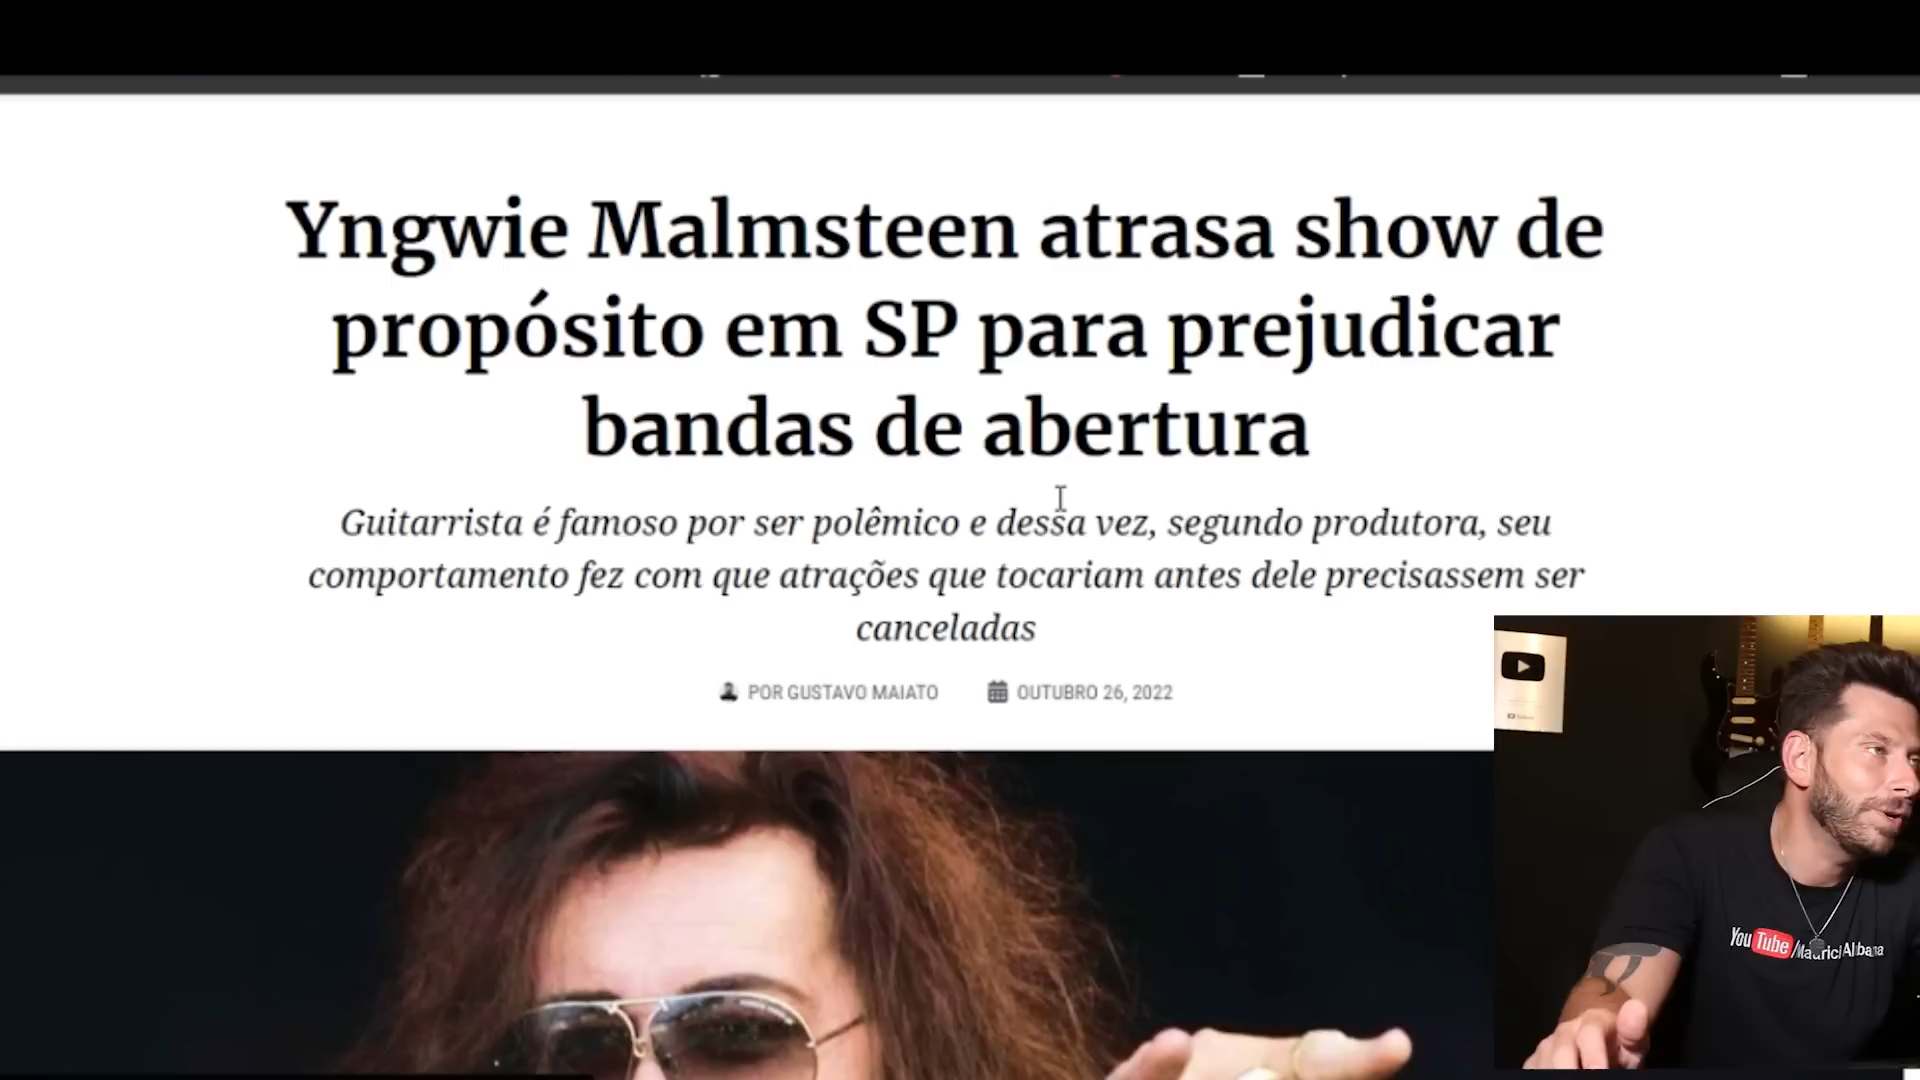 Yngwie Malmsteen atrasa show de
propósito em SP para prejudicar
bandas de abertura
Guitarrista é famoso por ser polêmico e dessa vez, segundo produtora, seu
comportamento fez com que atrações que tocariam antes dele precisassem ser
canceladas
POR GUSTAVO MAIATO OUTUBRO 26, 2022
YouTube/MauricioAlabama